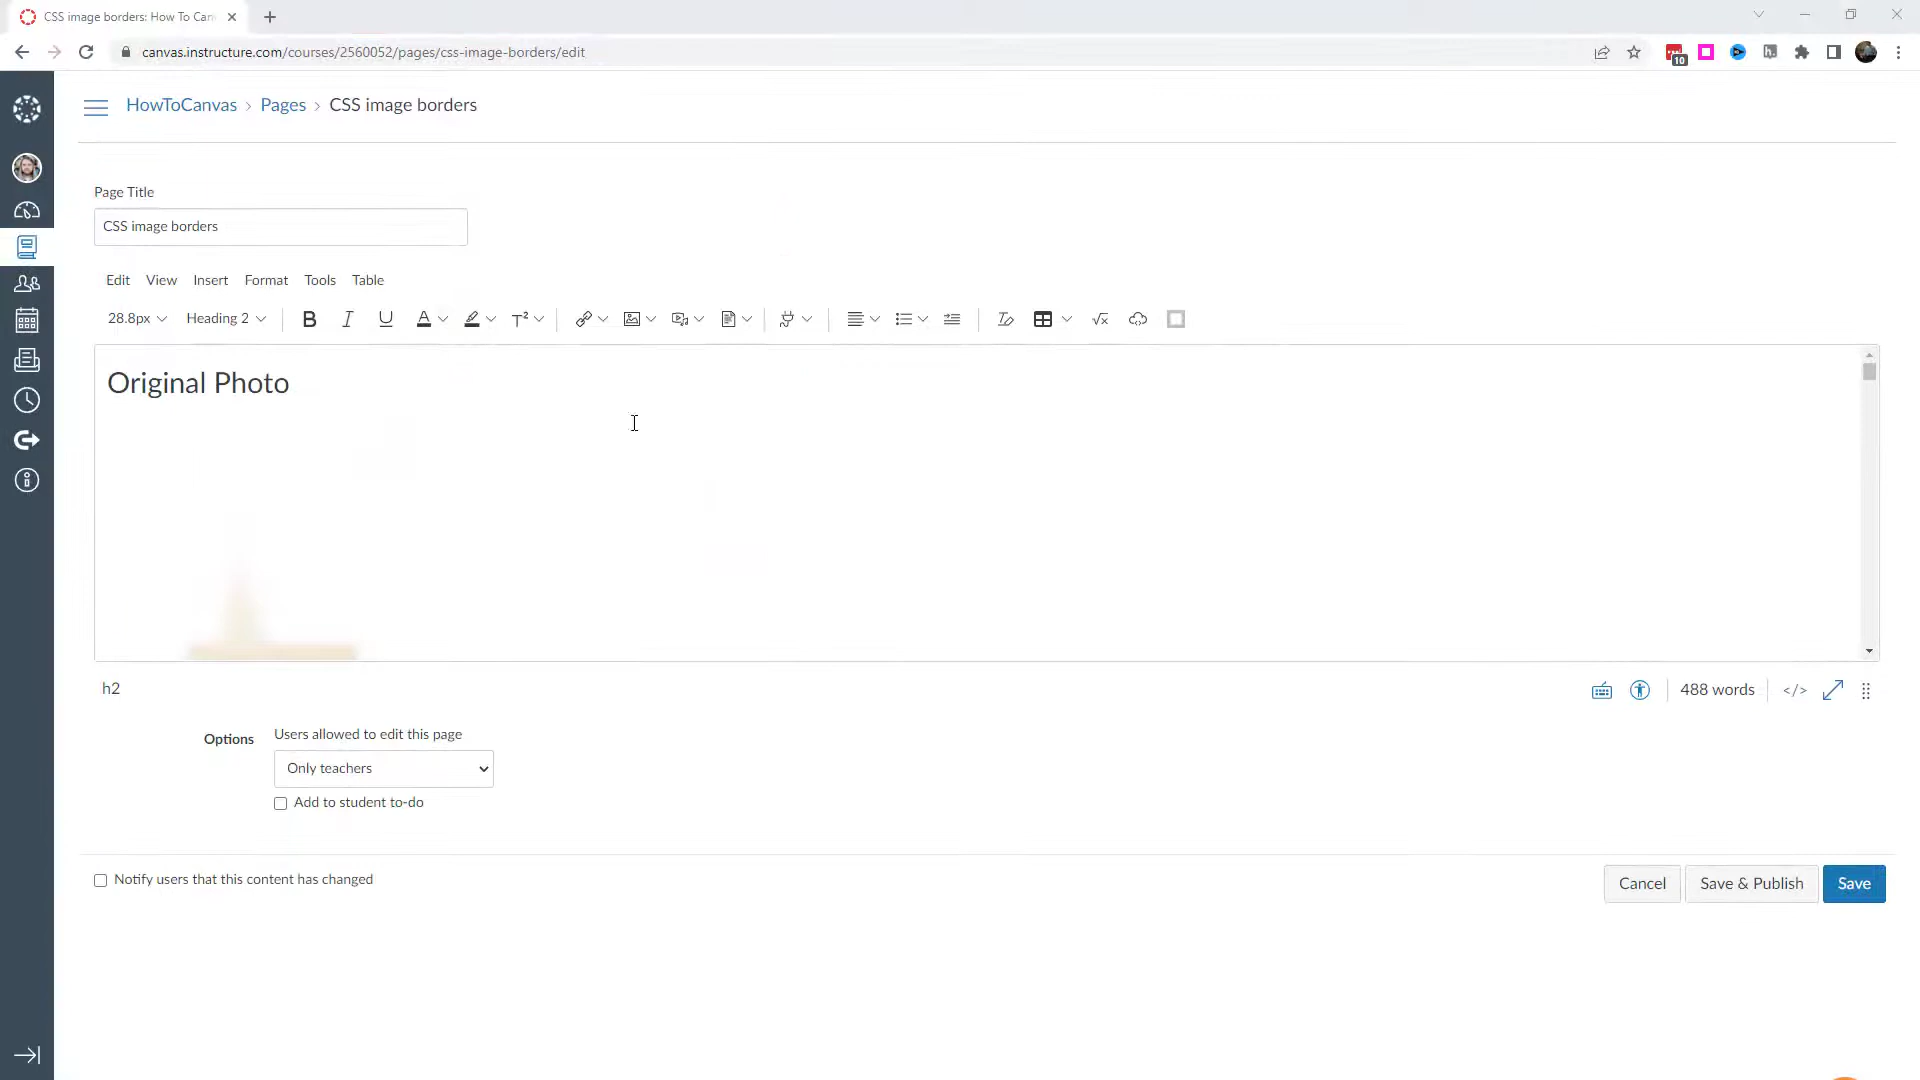 CSS image borders: How To Can
canvas.instructure.com/courses/2560052/pages/css-image-borders/edit
10
h.
HowToCanvas › Pages › CSS image borders
Page Title
CSS image borders
Edit View Insert Format Tools Table
28.8px Heading 2 B I U A T²
Original Photo
h2
488 words </>
Options Users allowed to edit this page
Only teachers
Add to student to-do
Notify users that this content has changed
Cancel Save & Publish Save